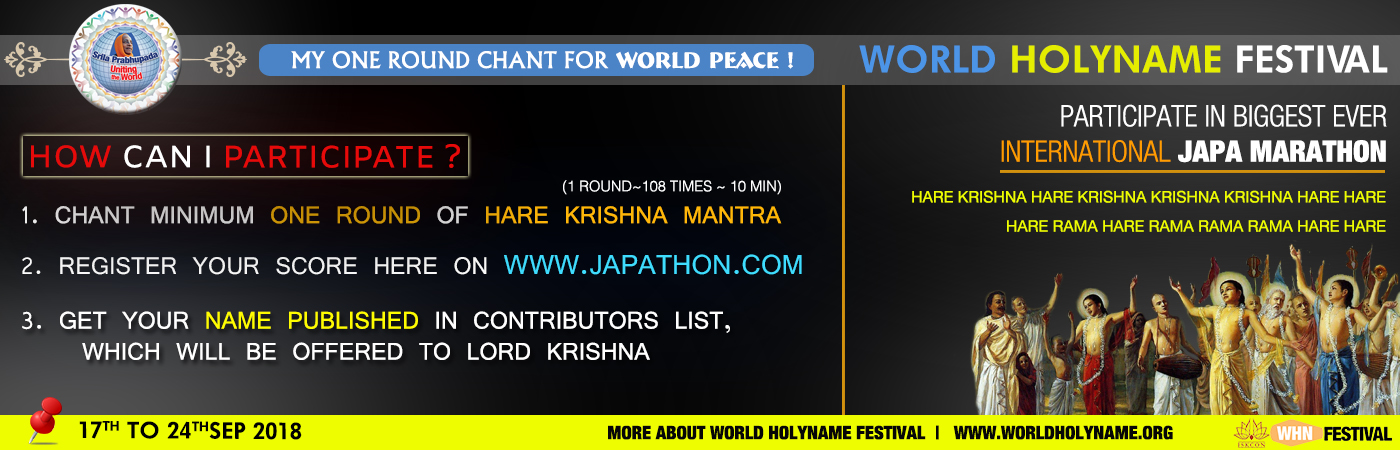 Srila Prabhupada
Uniting
the World
MY ONE ROUND CHANT FOR WORLD PEACE !
WORLD HOLYNAME FESTIVAL
HOW CAN I PARTICIPATE ?
(1 ROUND~108 TIMES ~ 10 MIN)
1. CHANT MINIMUM ONE ROUND OF HARE KRISHNA MANTRA
2. REGISTER YOUR SCORE HERE ON WWW.JAPATHON.COM
3. GET YOUR NAME PUBLISHED IN CONTRIBUTORS LIST,
WHICH WILL BE OFFERED TO LORD KRISHNA
PARTICIPATE IN BIGGEST EVER
INTERNATIONAL JAPA MARATHON
HARE KRISHNA HARE KRISHNA KRISHNA KRISHNA HARE HARE
HARE RAMA HARE RAMA RAMA RAMA HARE HARE
17TH TO 24THSEP 2018
MORE ABOUT WORLD HOLYNAME FESTIVAL | WWW.WORLDHOLYNAME.ORG
ISKCON
WHN FESTIVAL